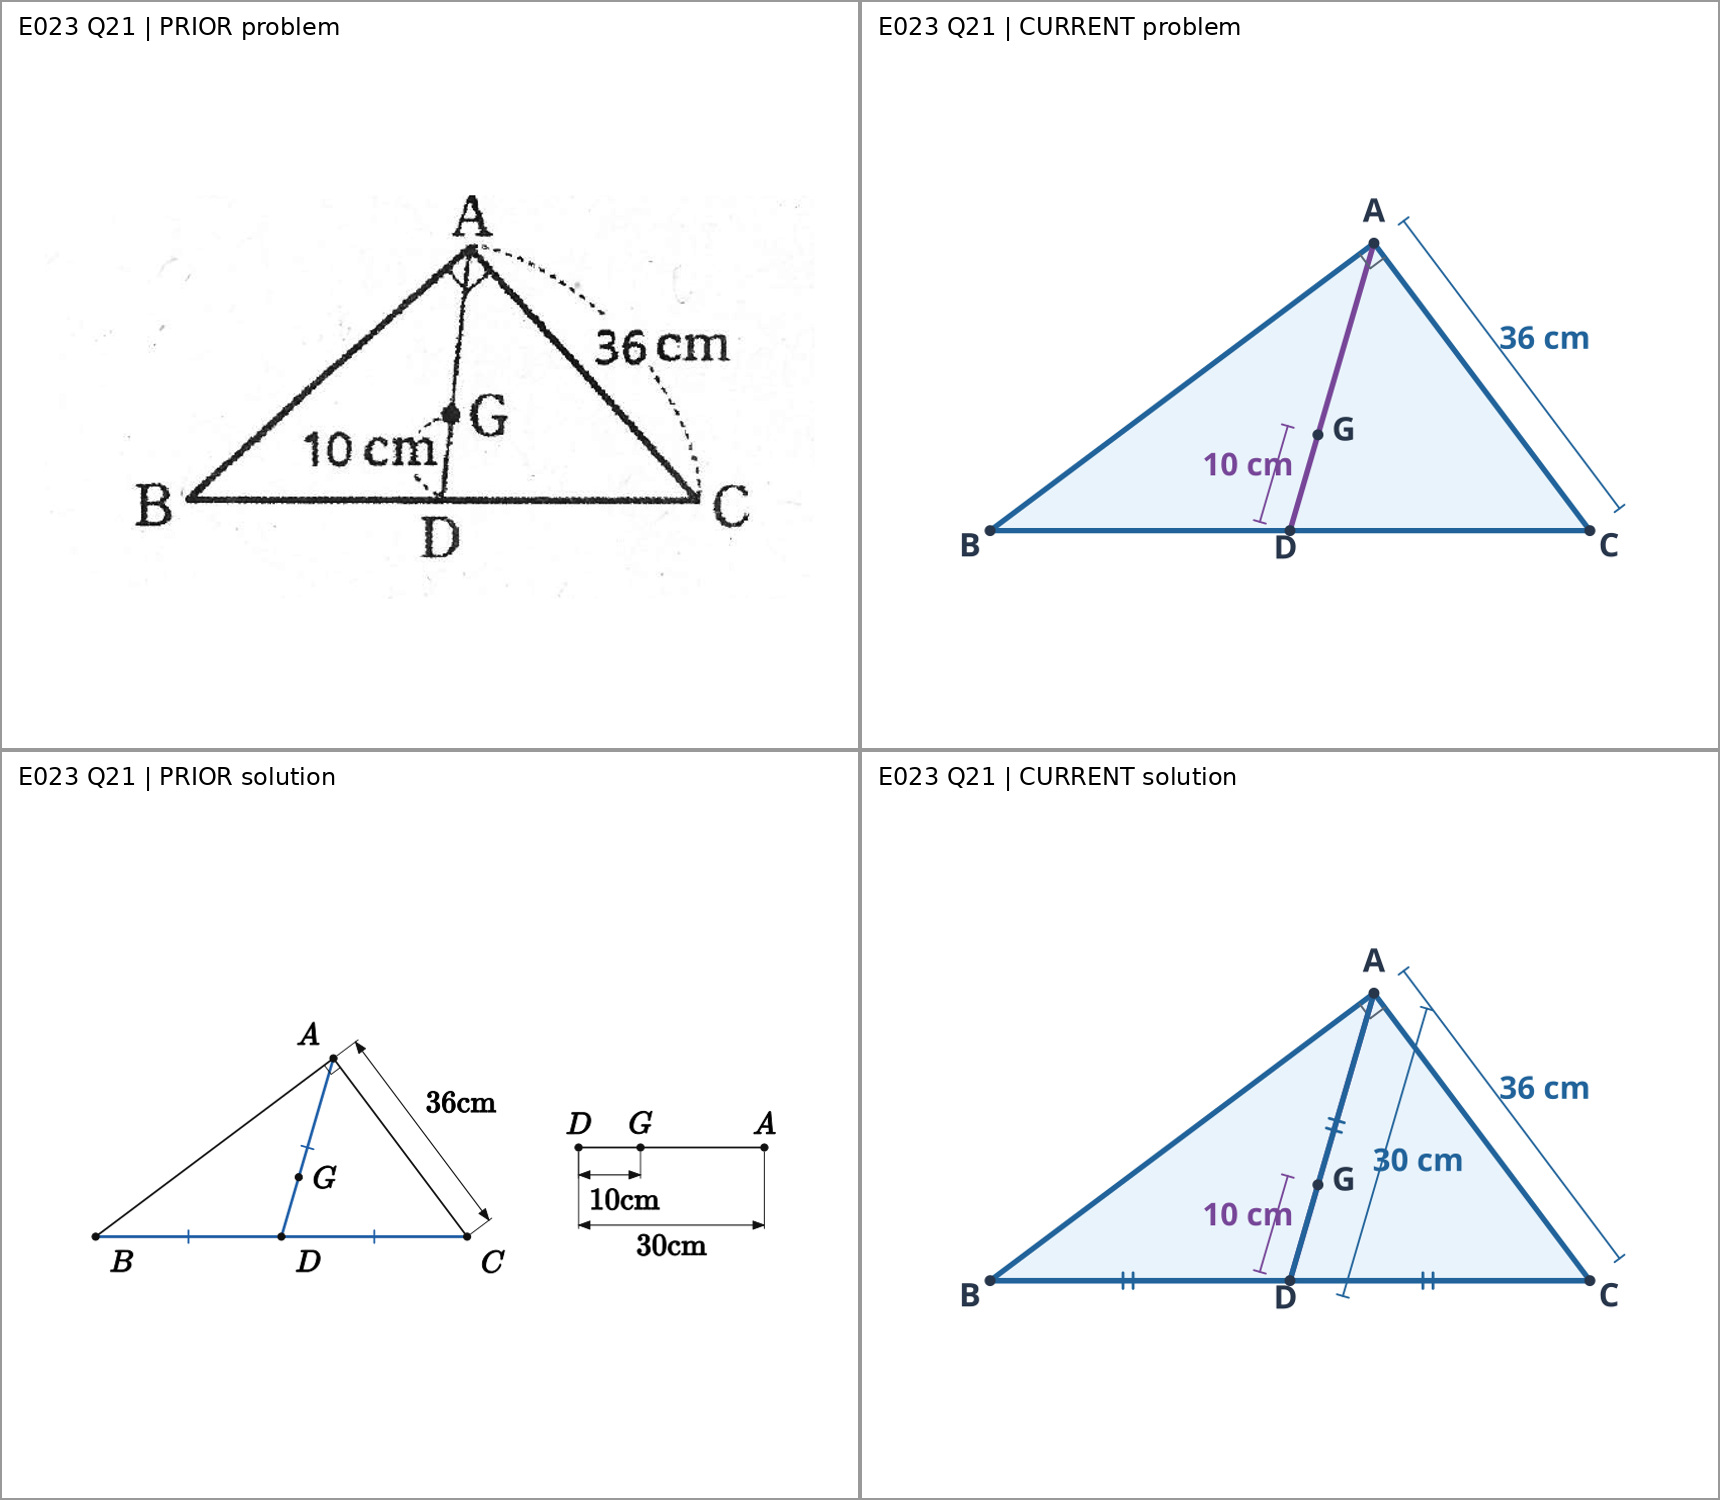 E023 Q21 | PRIOR problem
A
36 cm
G
10 cm
B
D
C
E023 Q21 | CURRENT problem
A
36 cm
G
10 cm
B
D
C
E023 Q21 | PRIOR solution
A
36cm
G
B
D
C
D G A
10cm
30cm
E023 Q21 | CURRENT solution
A
36 cm
30 cm
G
10 cm
B
D
C